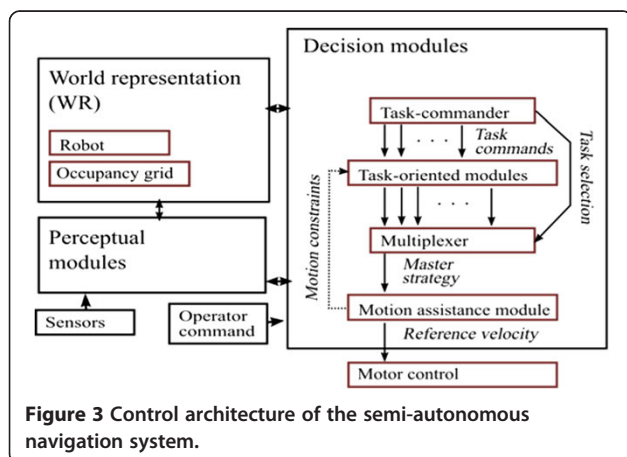 Decision modules
World representation
(WR)
Robot
Occupancy grid
Perceptual
modules
Sensors
Operator
command
Task-commander
. . .
Task
commands
Task selection
Task-oriented modules
. . .
Motion constraints
Multiplexer
Master
strategy
Motion assistance module
Reference velocity
Motor control
Figure 3 Control architecture of the semi-autonomous
navigation system.